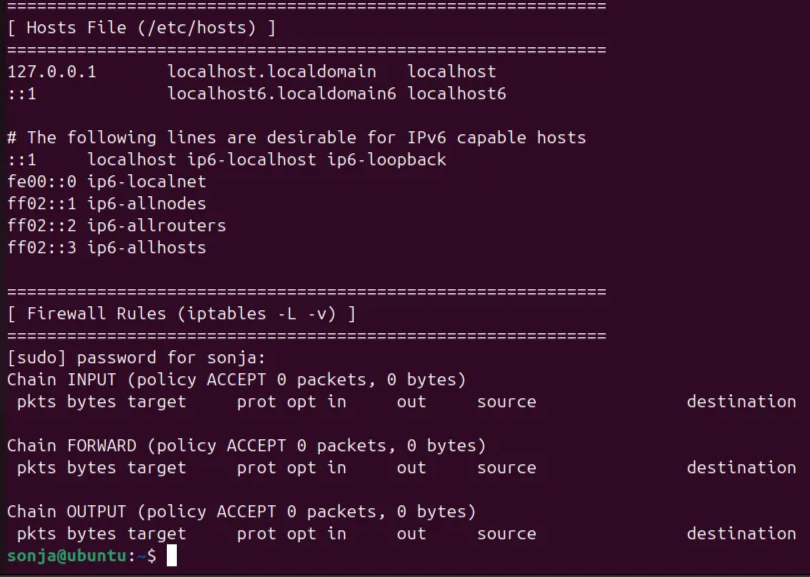 ============================================================
[ Hosts File (/etc/hosts) ]
============================================================
127.0.0.1       localhost.localdomain   localhost
::1             localhost6.localdomain6 localhost6
# The following lines are desirable for IPv6 capable hosts
::1     localhost ip6-localhost ip6-loopback
fe00::0 ip6-localnet
ff02::1 ip6-allnodes
ff02::2 ip6-allrouters
ff02::3 ip6-allhosts
============================================================
[ Firewall Rules (iptables -L -v) ]
============================================================
[sudo] password for sonja:
Chain INPUT (policy ACCEPT 0 packets, 0 bytes)
 pkts bytes target     prot opt in     out     source               destination
Chain FORWARD (policy ACCEPT 0 packets, 0 bytes)
 pkts bytes target     prot opt in     out     source               destination
Chain OUTPUT (policy ACCEPT 0 packets, 0 bytes)
 pkts bytes target     prot opt in     out     source               destination
sonja@ubuntu:~$